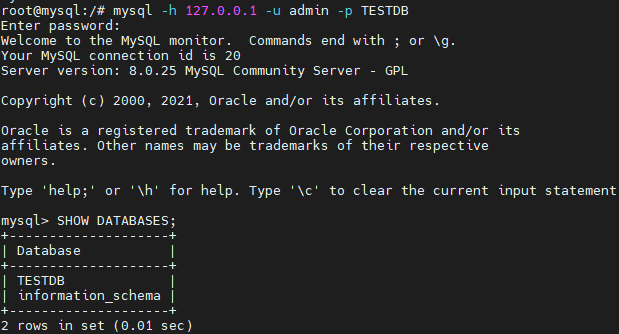 root@mysql:/# mysql -h 127.0.0.1 -u admin -p TESTDB
Enter password:
Welcome to the MySQL monitor.  Commands end with ; or \g.
Your MySQL connection id is 20
Server version: 8.0.25 MySQL Community Server - GPL

Copyright (c) 2000, 2021, Oracle and/or its affiliates.

Oracle is a registered trademark of Oracle Corporation and/or its
affiliates. Other names may be trademarks of their respective
owners.

Type 'help;' or '\h' for help. Type '\c' to clear the current input statement

mysql> SHOW DATABASES;
+--------------------+
| Database           |
+--------------------+
| TESTDB             |
| information_schema |
+--------------------+
2 rows in set (0.01 sec)